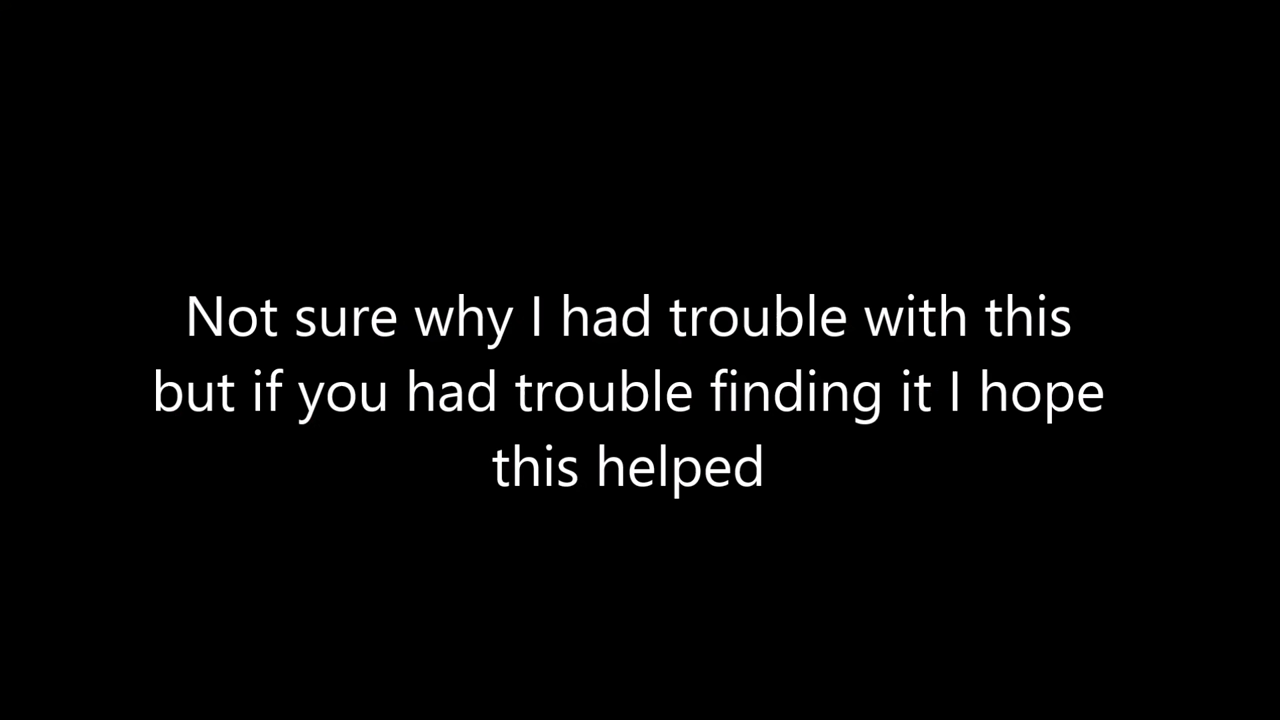 Not sure why I had trouble with this
but if you had trouble finding it I hope
this helped